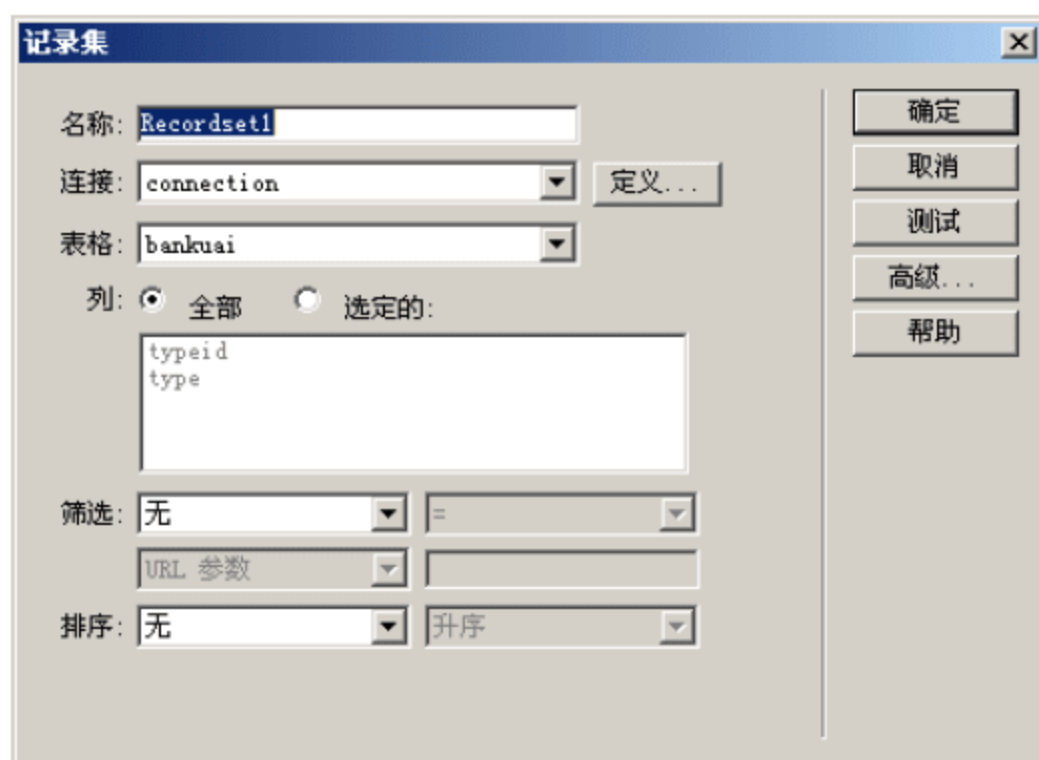 记录集
名称: Recordset1
连接: connection 定义...
表格: bankuai
列: 全部 选定的:
typeid
type
筛选: 无 =
URL 参数
排序: 无 升序
确定
取消
测试
高级...
帮助